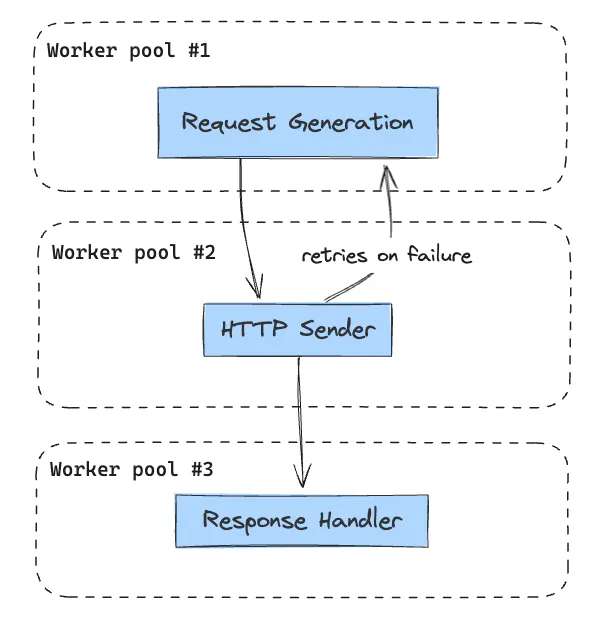 Worker pool #1
Request Generation
Worker pool #2
retries on failure
HTTP Sender
Worker pool #3
Response Handler